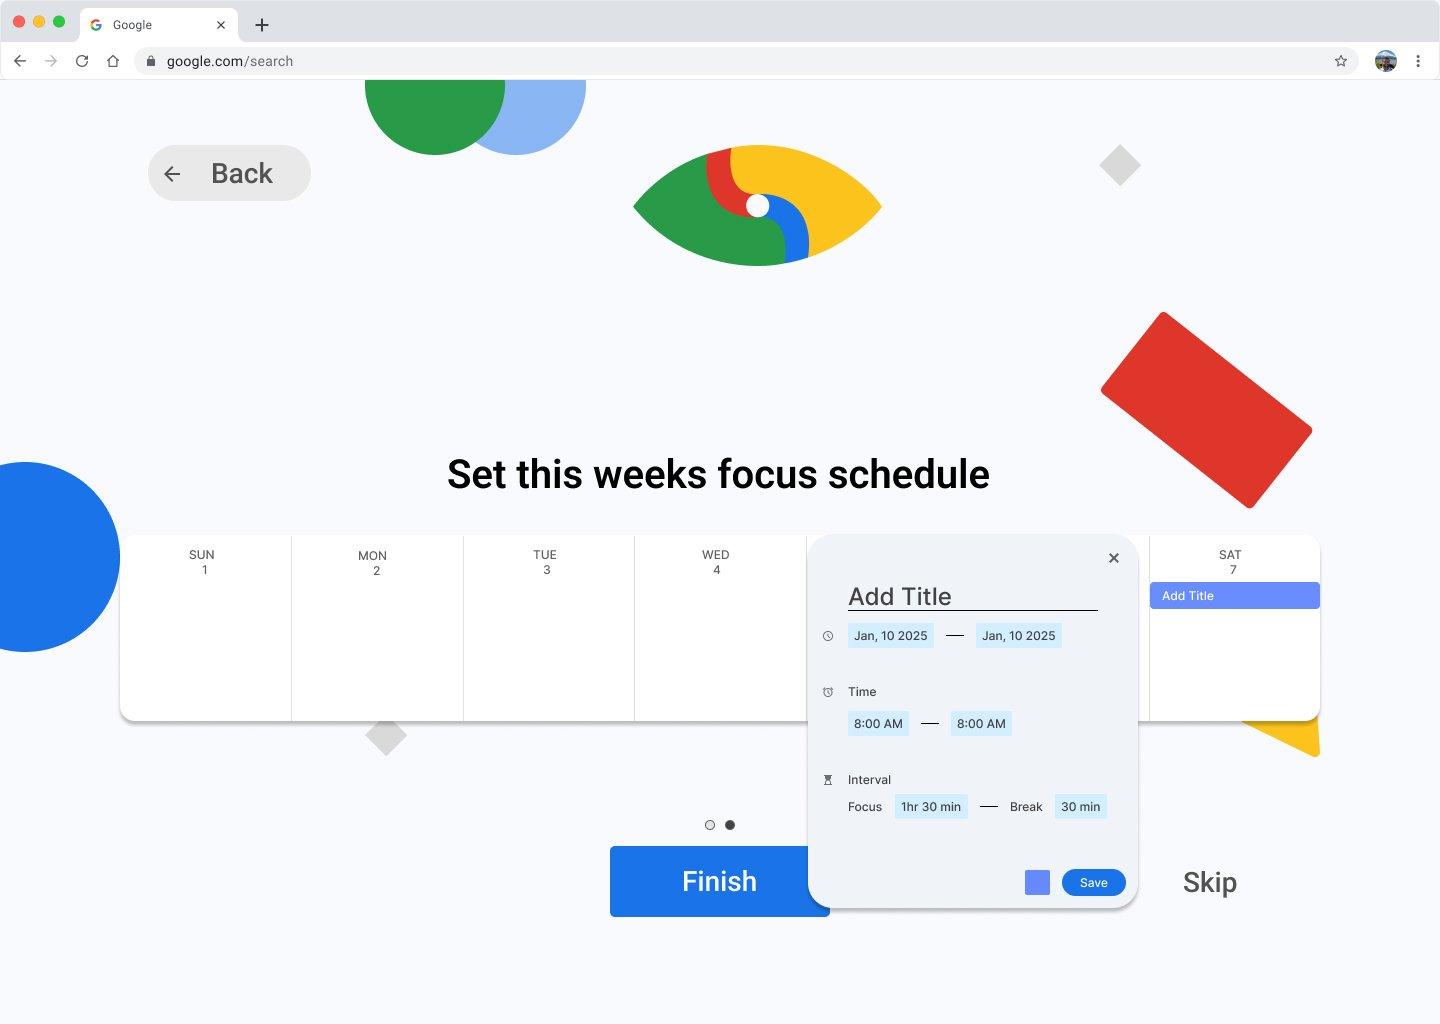 Google
google.com/search
Back
Set this weeks focus schedule
SUN
1
MON
2
TUE
3
WED
4
SAT
7
Add Title
Add Title
Jan, 10 2025 — Jan, 10 2025
Time
8:00 AM — 8:00 AM
Interval
Focus 1hr 30 min — Break 30 min
Save
Finish
Skip